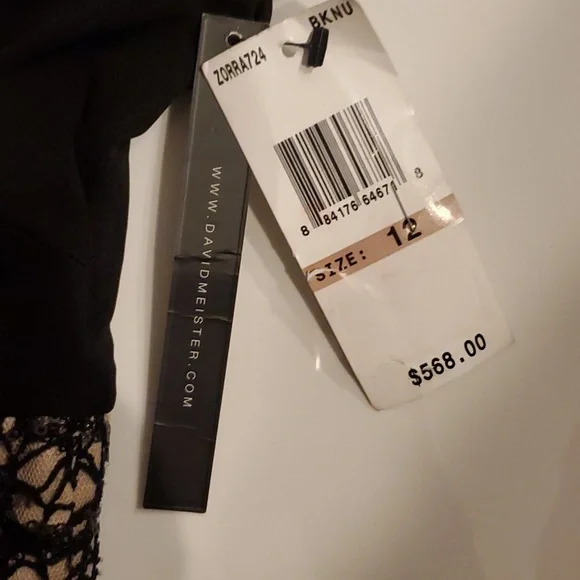 ZORRA724 BKNU
8 84176 64671 8
SIZE: 12
$568.00
WWW.DAVIDMEISTER.COM